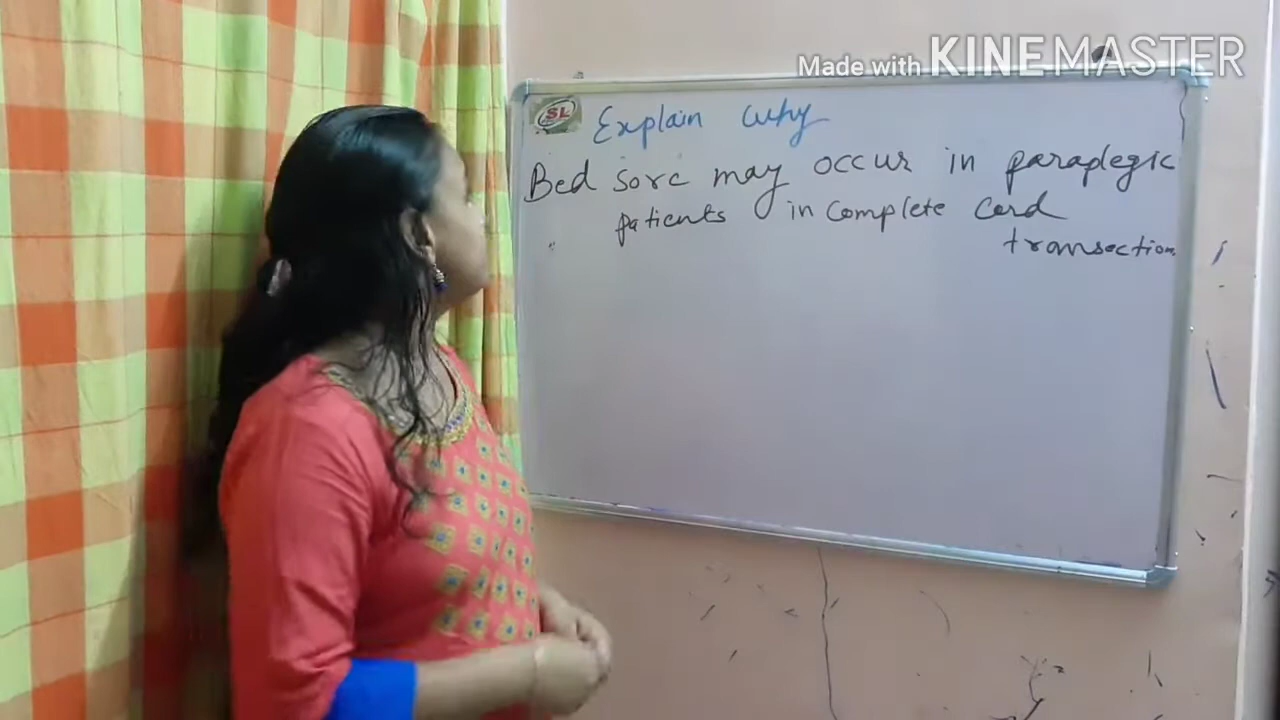 Made with KINEMASTER
SL
Explain why
Bed sore may occur in paraplegic
patients in complete cord
transection.